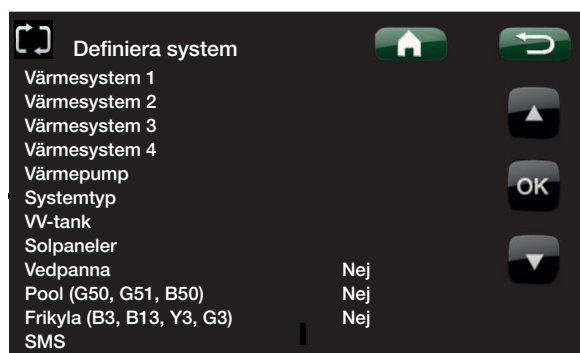 Definiera system
Värmesystem 1
Värmesystem 2
Värmesystem 3
Värmesystem 4
Värmepump
Systemtyp
OK
VV-tank
Solpaneler
Vedpanna Nej
Pool (G50, G51, B50) Nej
Frikyla (B3, B13, Y3, G3) Nej
SMS